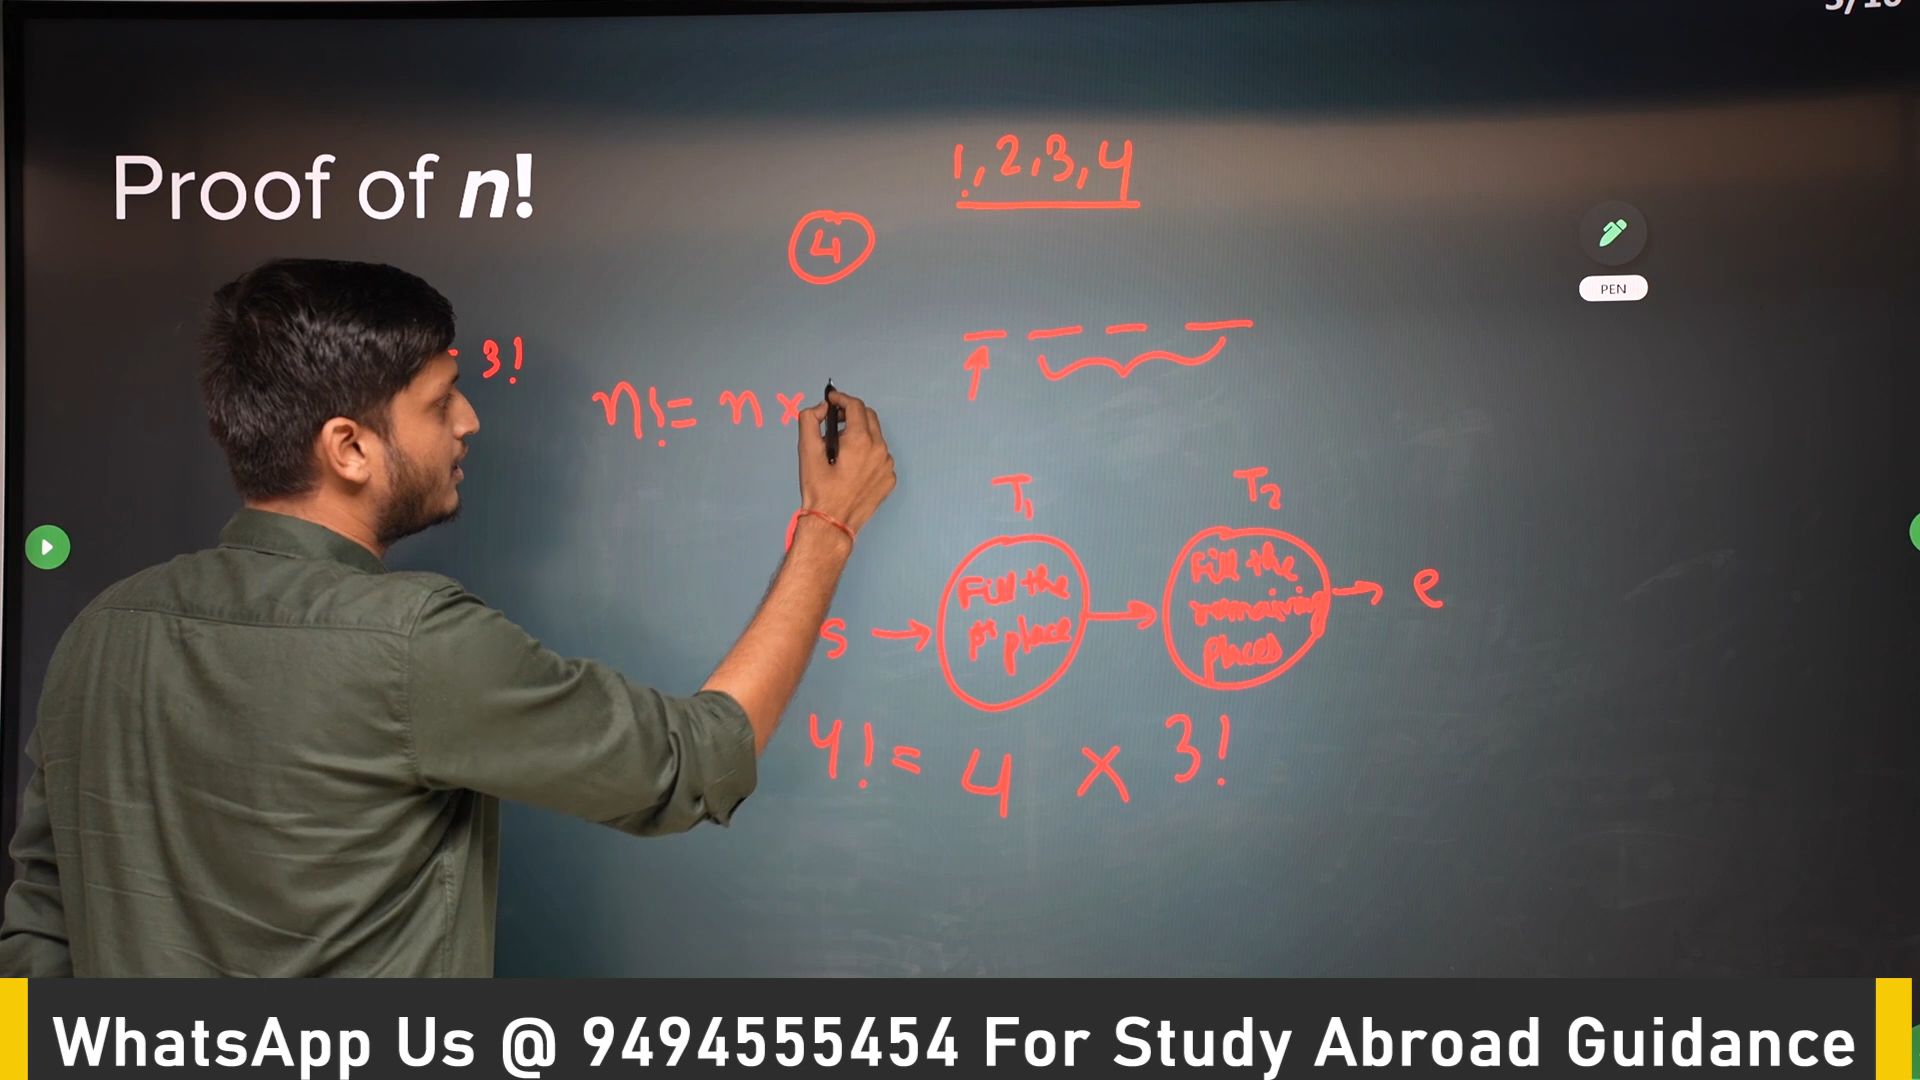 Proof of n!
1,2,3,4
4
3!
n! = n x
T1
T2
Fill the
1st place
Fill the
remaining
places
s
e
4! = 4 x 3!
PEN
WhatsApp Us @ 9494555454 For Study Abroad Guidance